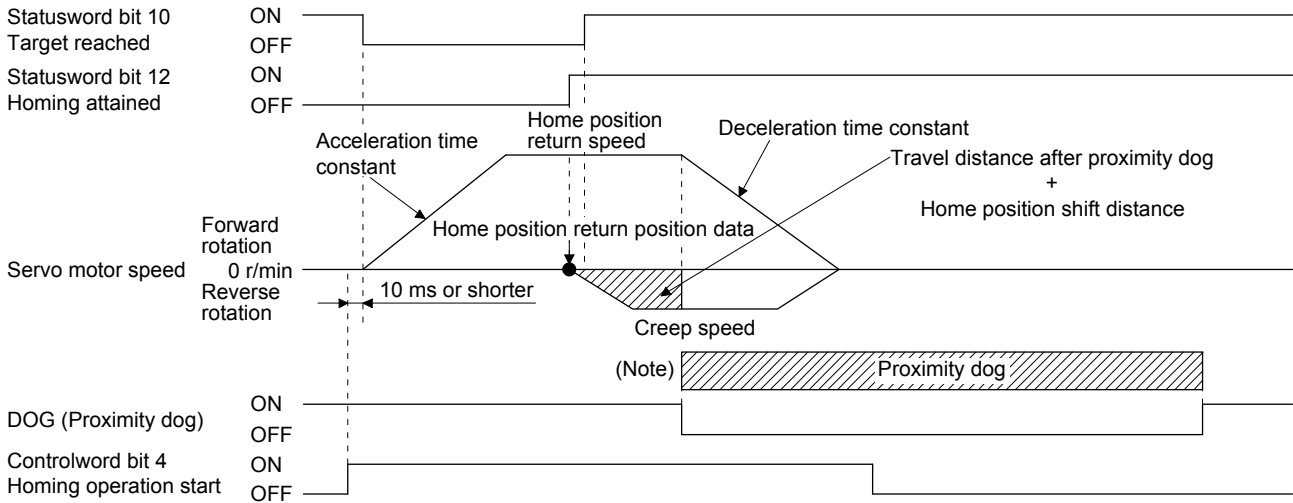 Statusword bit 10
Target reached
ON
OFF
Statusword bit 12
Homing attained
ON
OFF
Acceleration time
constant
Home position
return speed
Deceleration time constant
Travel distance after proximity dog
+
Home position shift distance
Home position return position data
Servo motor speed
Forward
rotation
0 r/min
Reverse
rotation
10 ms or shorter
Creep speed
(Note)
Proximity dog
DOG (Proximity dog)
ON
OFF
Controlword bit 4
Homing operation start
ON
OFF